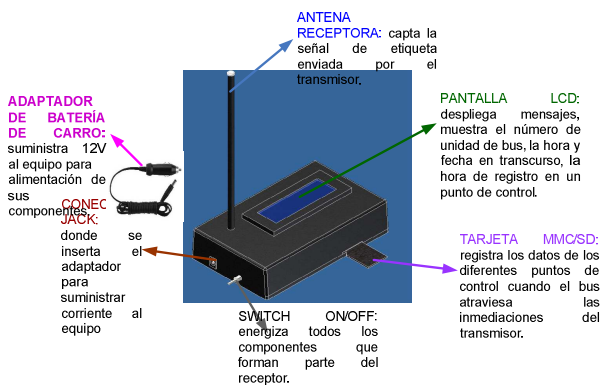 ANTENA
RECEPTORA: capta la
señal de etiqueta
enviada por el
transmisor.
ADAPTADOR
DE BATERÍA
DE CARRO:
suministra 12V
al equipo para
alimentación de
sus
componentes.
PANTALLA LCD:
despliega mensajes,
muestra el número de
unidad de bus, la hora y
fecha en transcurso, la
hora de registro en un
punto de control.
CONEC
JACK:
donde se
inserta el
adaptador
para
suministrar
corriente al
equipo
TARJETA MMC/SD:
registra los datos de los
diferentes puntos de
control cuando el bus
atraviesa las
inmediaciones del
transmisor.
SWITCH ON/OFF:
energiza todos los
componentes que
forman parte del
receptor.